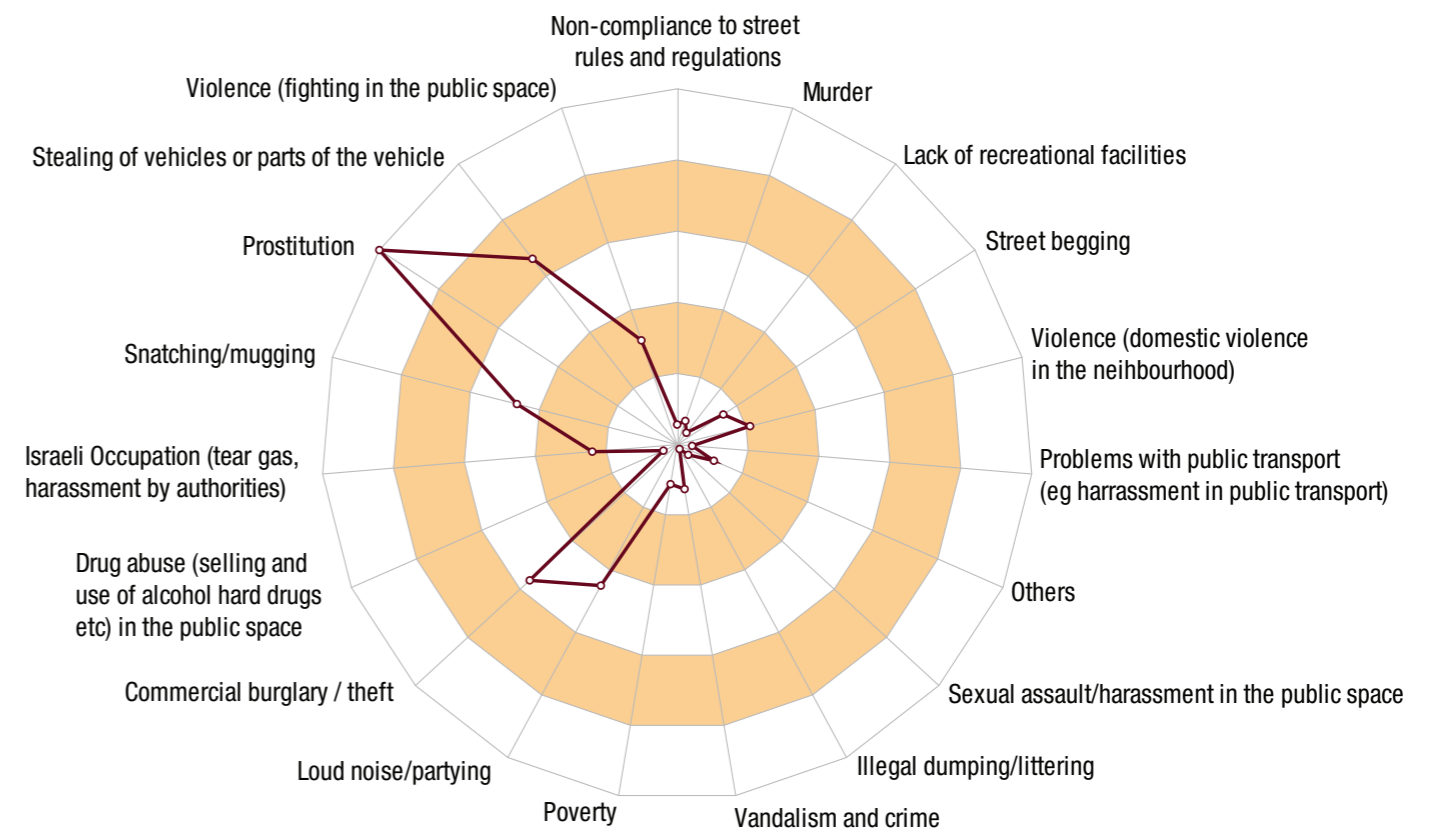 Non-compliance to street
rules and regulations
Murder
Lack of recreational facilities
Street begging
Violence (domestic violence
in the neihbourhood)
Problems with public transport
(eg harrassment in public transport)
Others
Sexual assault/harassment in the public space
Illegal dumping/littering
Vandalism and crime
Poverty
Loud noise/partying
Commercial burglary / theft
Drug abuse (selling and
use of alcohol hard drugs
etc) in the public space
Israeli Occupation (tear gas,
harassment by authorities)
Snatching/mugging
Prostitution
Stealing of vehicles or parts of the vehicle
Violence (fighting in the public space)